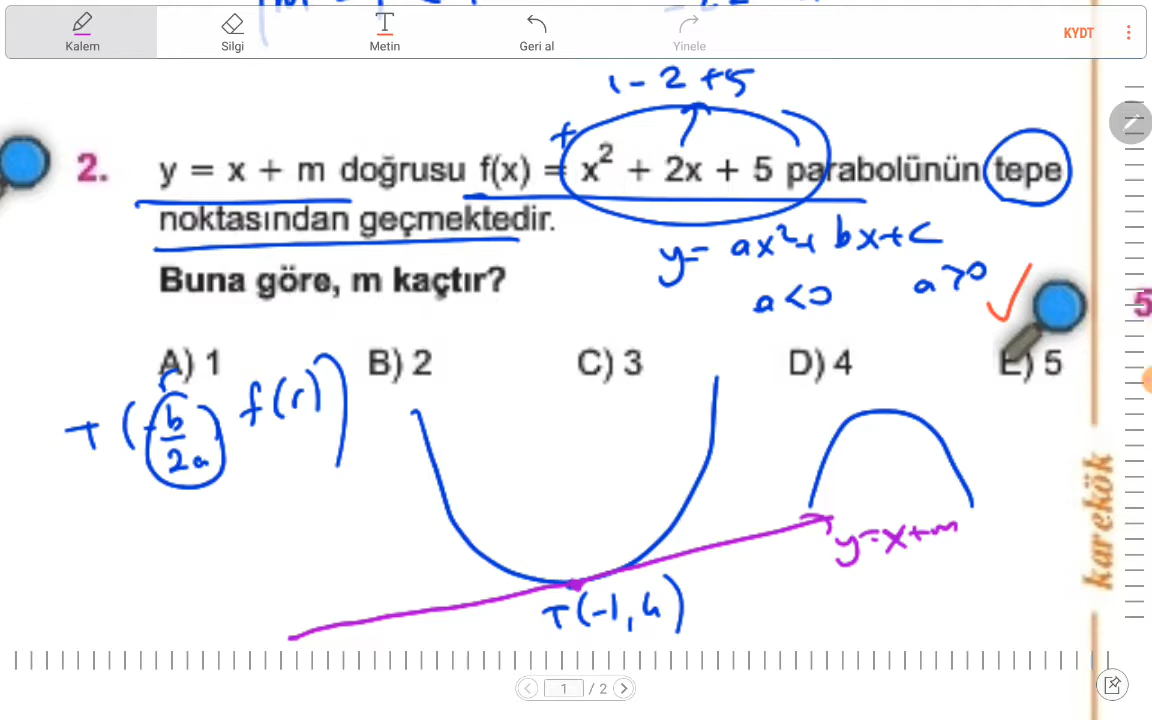 Kalem
Silgi
Metin
Geri al
Yinele
KYDT
1 - 2 + 5
+
2. y = x + m doğrusu f(x) = x² + 2x + 5 parabolünün tepe
noktasından geçmektedir.
y = ax² + bx + c
Buna göre, m kaçtır?
a < 0
a > 0
5
A) 1 B) 2 C) 3 D) 4 E) 5
T(-b/2a, f(r))
r
y = x + m
T(-1, 4)
karekök
1 / 2